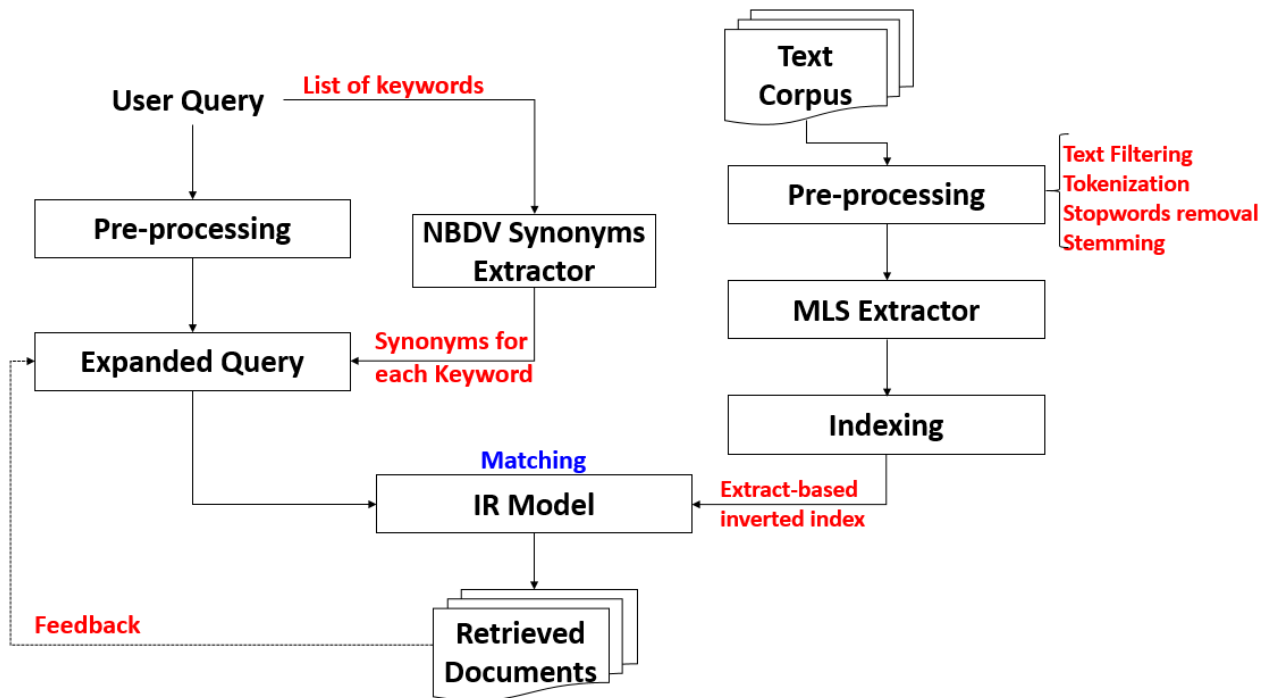 Text
Corpus
List of keywords
User Query
Text Filtering
Tokenization
Stopwords removal
Stemming
Pre-processing
Pre-processing
NBDV Synonyms
Extractor
MLS Extractor
Synonyms for
each Keyword
Expanded Query
Indexing
Matching
IR Model
Extract-based
inverted index
Feedback
Retrieved
Documents